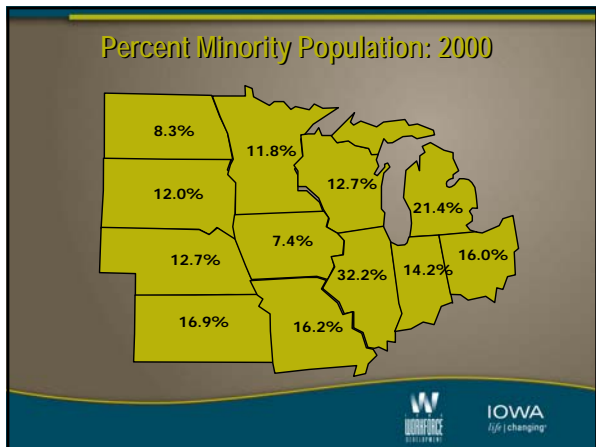 Percent Minority Population: 2000
8.3%
11.8%
12.7%
12.0%
21.4%
7.4%
16.0%
12.7%
32.2%
14.2%
16.9%
16.2%
W
WORKFORCE
DEVELOPMENT
IOWA
life | changing